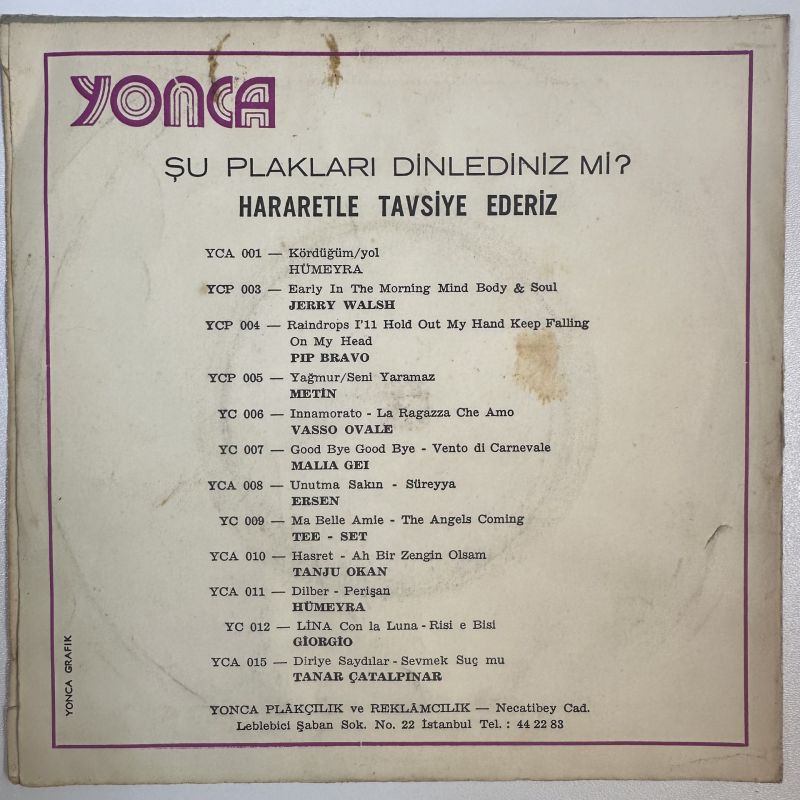 YONCA
ŞU PLAKLARI DİNLEDİNİZ Mİ?
HARARETLE TAVSİYE EDERİZ
YCA 001 — Kördüğüm/yol
HÜMEYRA
YCP 003 — Early In The Morning Mind Body & Soul
JERRY WALSH
YCP 004 — Raindrops I'11 Hold Out My Hand Keep Falling
On My Head
PIP BRAVO
YCP 005 — Yağmur/Seni Yaramaz
METİN
YC 006 — Innamorato - La Ragazza Che Amo
VASSO OVALE
YC 007 — Good Bye Good Bye - Vento di Carnevale
MALIA GEI
YCA 008 — Unutma Sakın - Süreyya
ERSEN
YC 009 — Ma Belle Amie - The Angels Coming
TEE - SET
YCA 010 — Hasret - Ah Bir Zengin Olsam
TANJU OKAN
YCA 011 — Dilber - Perişan
HÜMEYRA
YC 012 — LİNA Con la Luna - Risi e Bisi
GİORGİO
YCA 015 — Diriye Saydılar - Sevmek Suç mu
TANAR ÇATALPINAR
YONCA PLÂKÇILIK ve REKLÂMCILIK — Necatibey Cad.
Leblebici Şaban Sok. No. 22 İstanbul Tel. : 44 22 83
YONCA GRAFİK